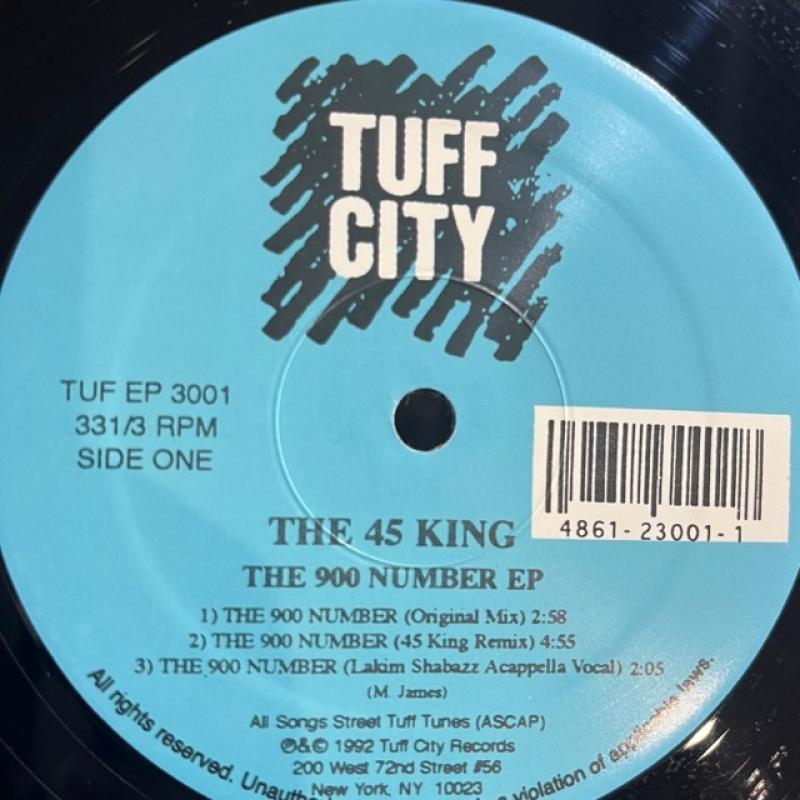 TUFF
CITY
TUF EP 3001
331/3 RPM
SIDE ONE
4861-23001-1
THE 45 KING
THE 900 NUMBER EP
1) THE 900 NUMBER (Original Mix) 2:58
2) THE 900 NUMBER (45 King Remix) 4:55
3) THE 900 NUMBER (Lakim Shabazz Acappella Vocal) 2:05
(M. James)
All Songs Street Tuff Tunes (ASCAP)
℗&© 1992 Tuff City Records
200 West 72nd Street #56
New York, NY 10023
All rights reserved. violation of applicable laws.